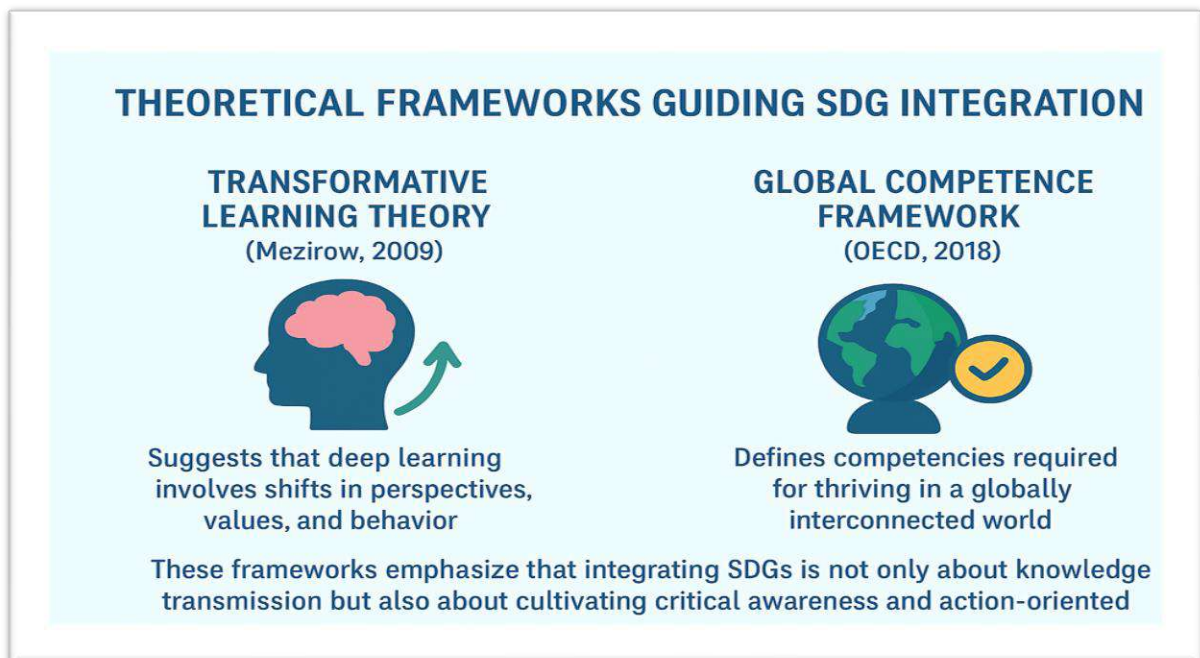 THEORETICAL FRAMEWORKS GUIDING SDG INTEGRATION
TRANSFORMATIVE
LEARNING THEORY
(Mezirow, 2009)
Suggests that deep learning
involves shifts in perspectives,
values, and behavior
GLOBAL COMPETENCE
FRAMEWORK
(OECD, 2018)
Defines competencies required
for thriving in a globally
interconnected world
These frameworks emphasize that integrating SDGs is not only about knowledge
transmission but also about cultivating critical awareness and action-oriented